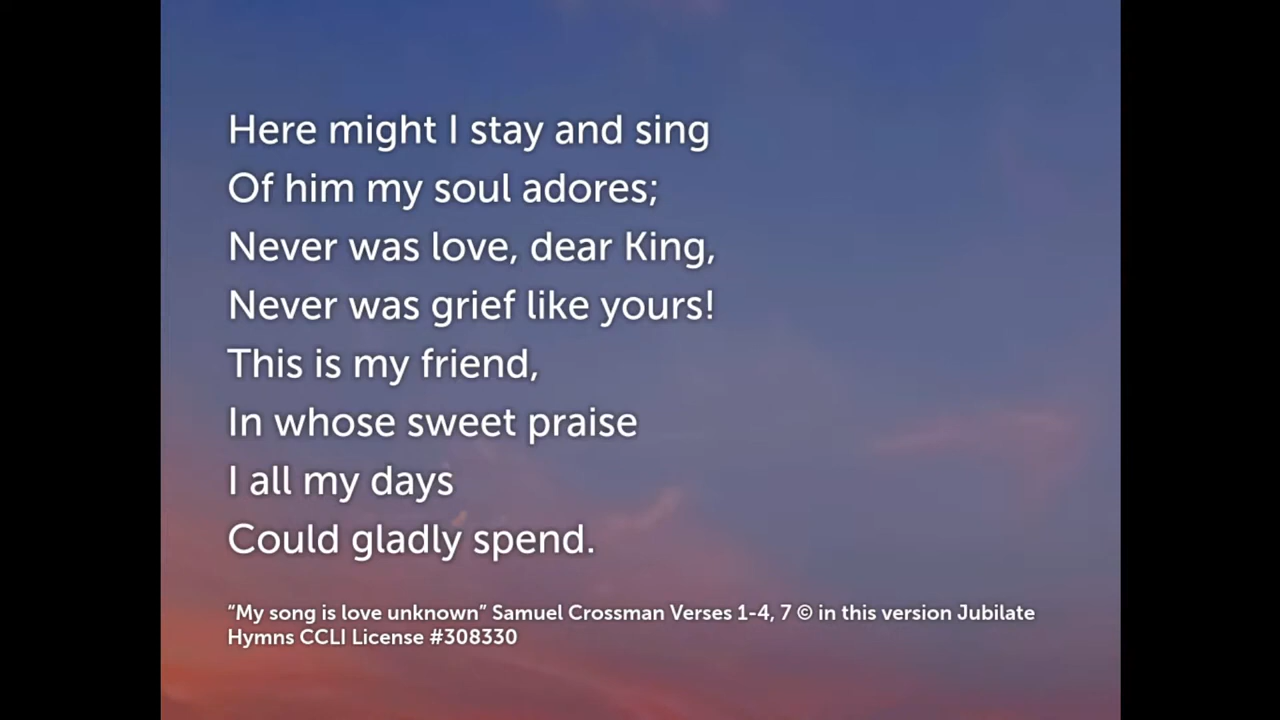 Here might I stay and sing
Of him my soul adores;
Never was love, dear King,
Never was grief like yours!
This is my friend,
In whose sweet praise
I all my days
Could gladly spend.
“My song is love unknown” Samuel Crossman Verses 1-4, 7 © in this version Jubilate
Hymns CCLI License #308330